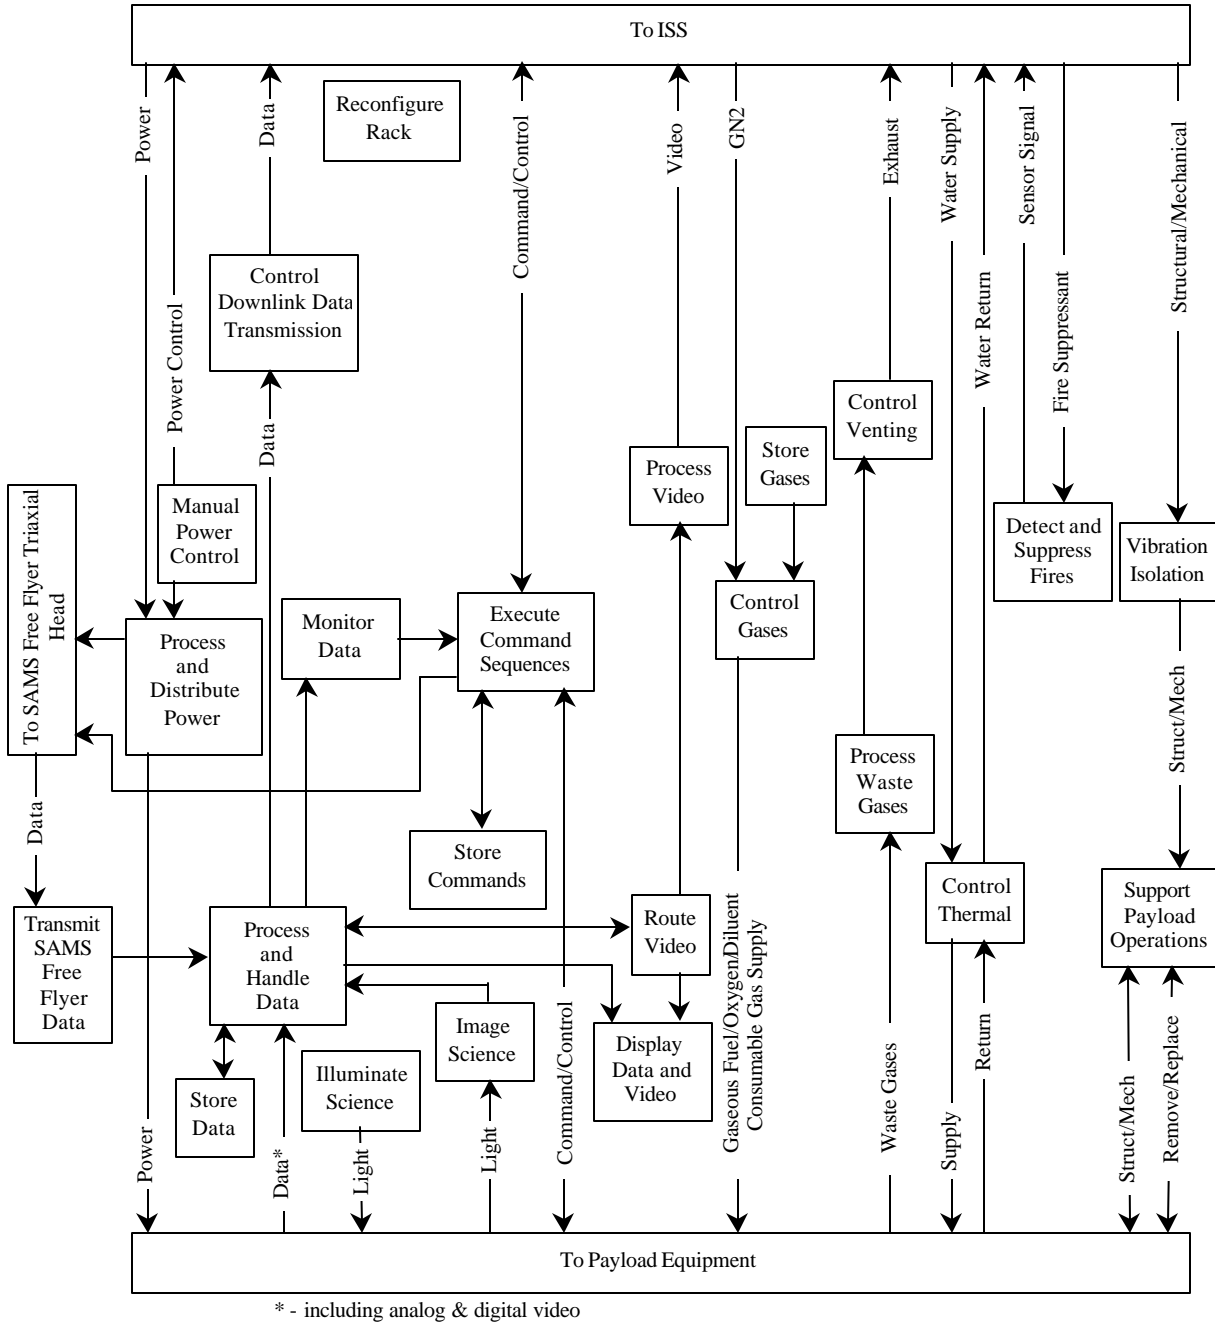 To ISS
Power
Power Control
Data
Reconfigure
Rack
Command/Control
Video
GN2
Exhaust
Water Supply
Water Return
Sensor Signal
Fire Suppressant
Structural/Mechanical
Control
Downlink Data
Transmission
Data
Control
Venting
Store
Gases
Process
Video
Manual
Power
Control
To SAMS Free Flyer Triaxial
Head
Detect and
Suppress
Fires
Vibration
Isolation
Process
and
Distribute
Power
Monitor
Data
Execute
Command
Sequences
Control
Gases
Struct/Mech
Process
Waste
Gases
Data
Store
Commands
Transmit
SAMS
Free
Flyer
Data
Process
and
Handle
Data
Route
Video
Control
Thermal
Support
Payload
Operations
Image
Science
Display
Data and
Video
Illuminate
Science
Store
Data
Power
Data*
Light
Light
Command/Control
Gaseous Fuel/Oxygen/Diluent
Consumable Gas Supply
Waste Gases
Supply
Return
Struct/Mech
Remove/Replace
To Payload Equipment
* - including analog & digital video